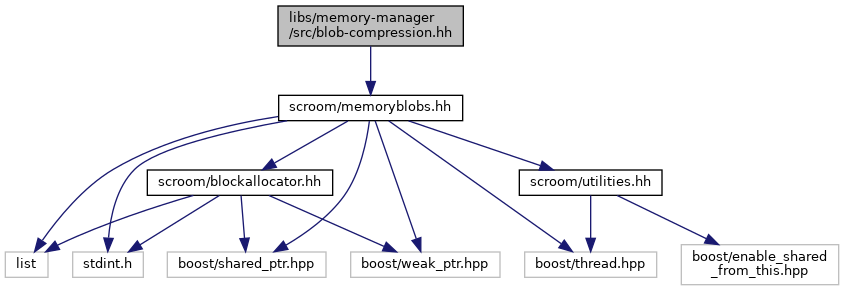 libs/memory-manager
/src/blob-compression.hh
scroom/memoryblobs.hh
scroom/blockallocator.hh
scroom/utilities.hh
list
stdint.h
boost/shared_ptr.hpp
boost/weak_ptr.hpp
boost/thread.hpp
boost/enable_shared
_from_this.hpp